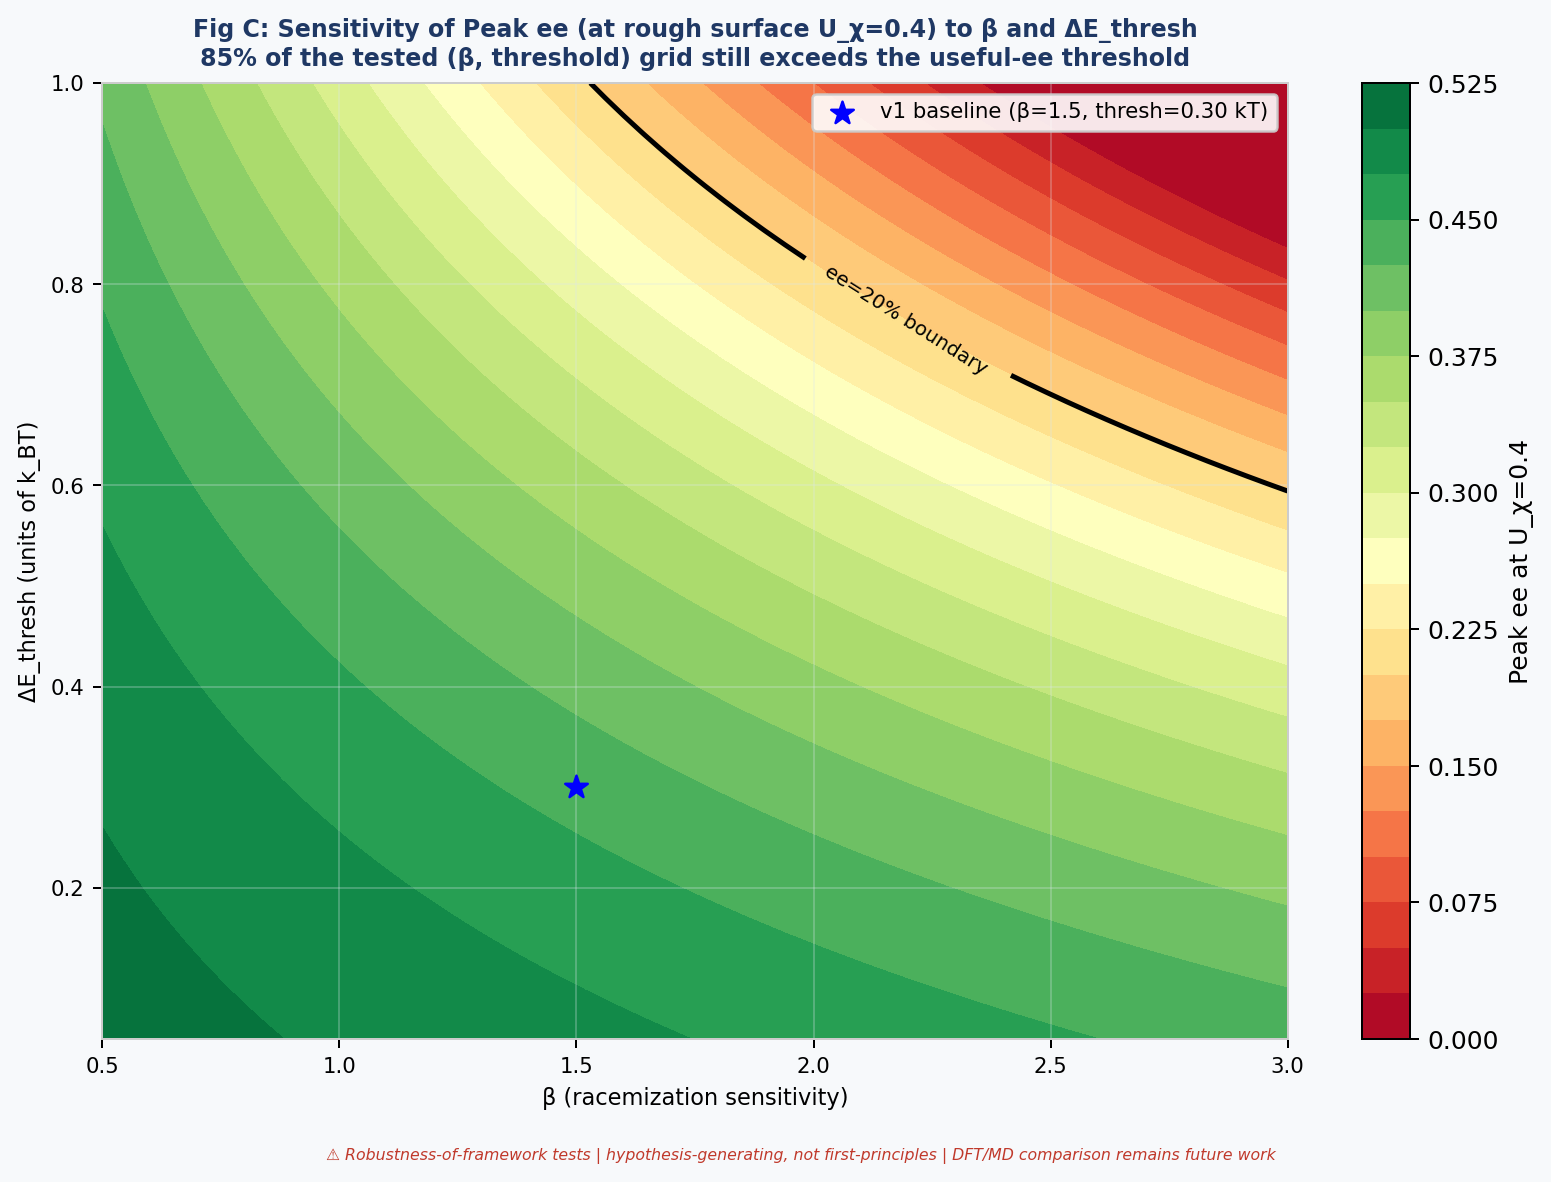 Fig C: Sensitivity of Peak ee (at rough surface U_χ=0.4) to β and ΔE_thresh
85% of the tested (β, threshold) grid still exceeds the useful-ee threshold
v1 baseline (β=1.5, thresh=0.30 kT)
ee=20% boundary
ΔE_thresh (units of k_BT)
1.0
0.8
0.6
0.4
0.2
0.5
1.0
1.5
2.0
2.5
3.0
β (racemization sensitivity)
0.525
0.450
0.375
0.300
0.225
0.150
0.075
0.000
Peak ee at U_χ=0.4
⚠ Robustness-of-framework tests | hypothesis-generating, not first-principles | DFT/MD comparison remains future work